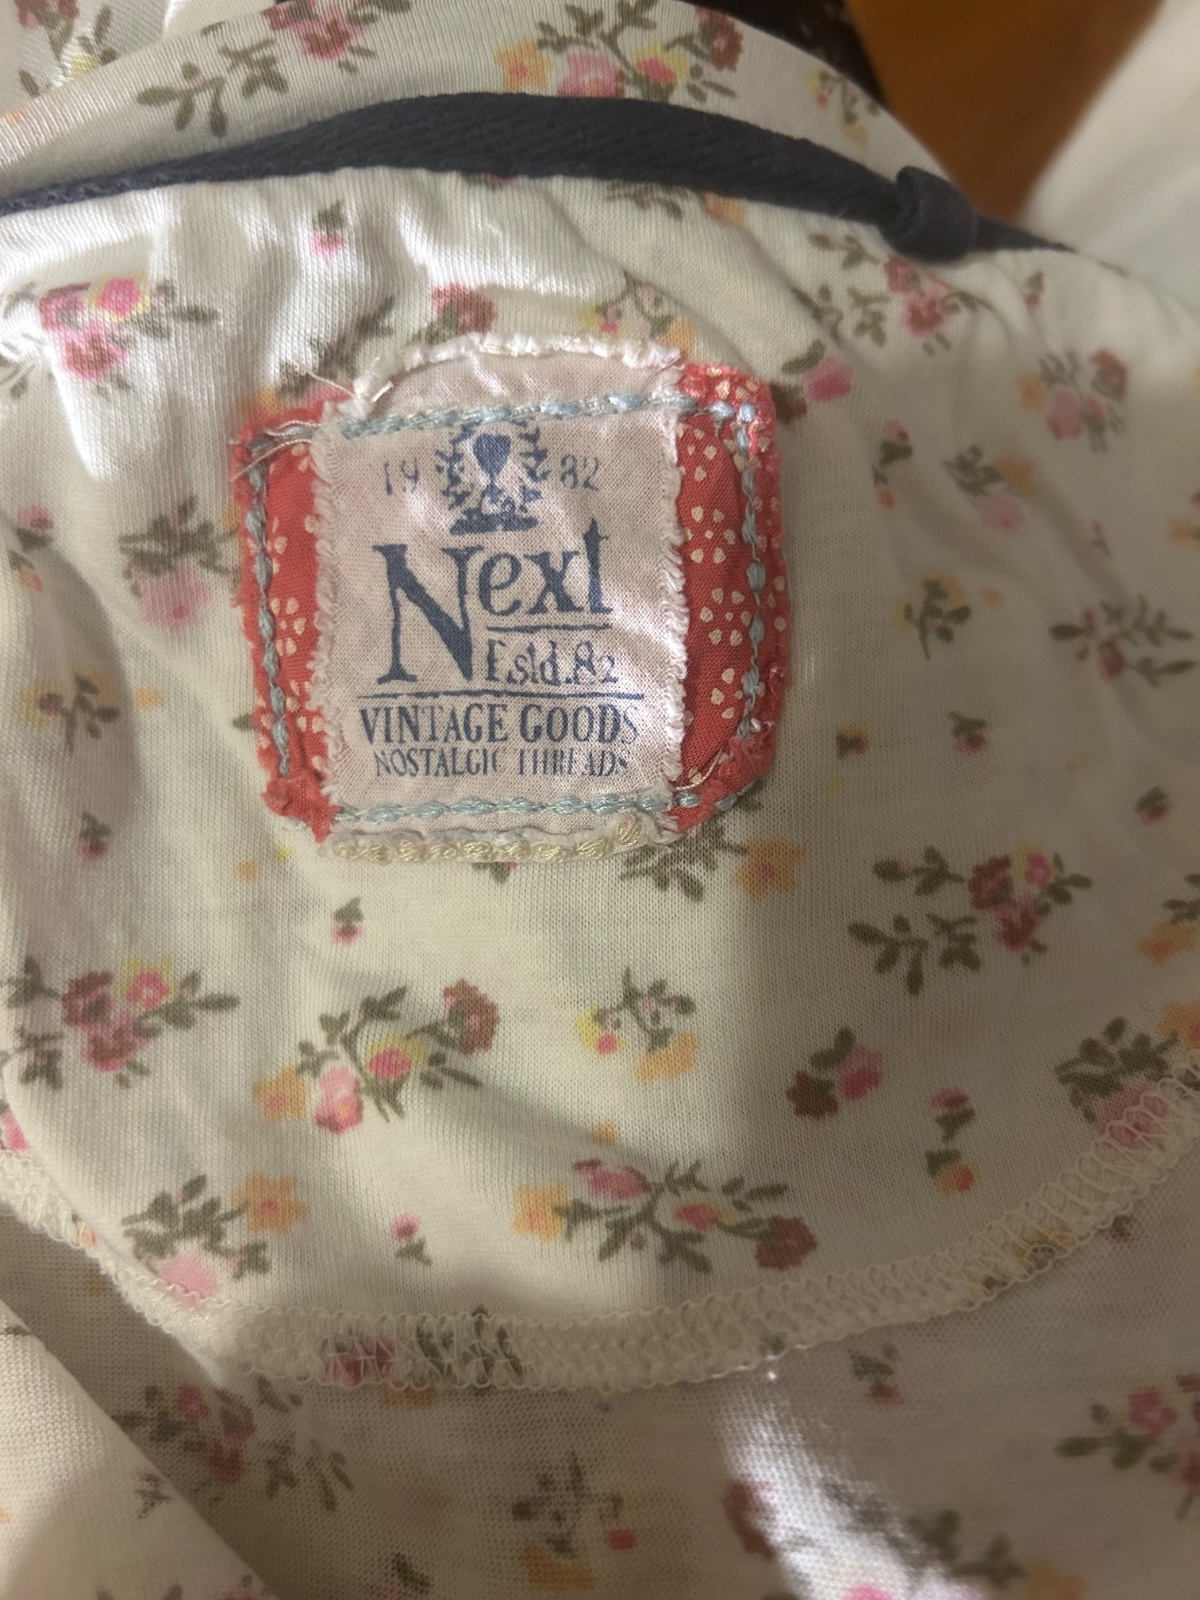 19 82
Next
Estd.82
VINTAGE GOODS
NOSTALGIC THREADS